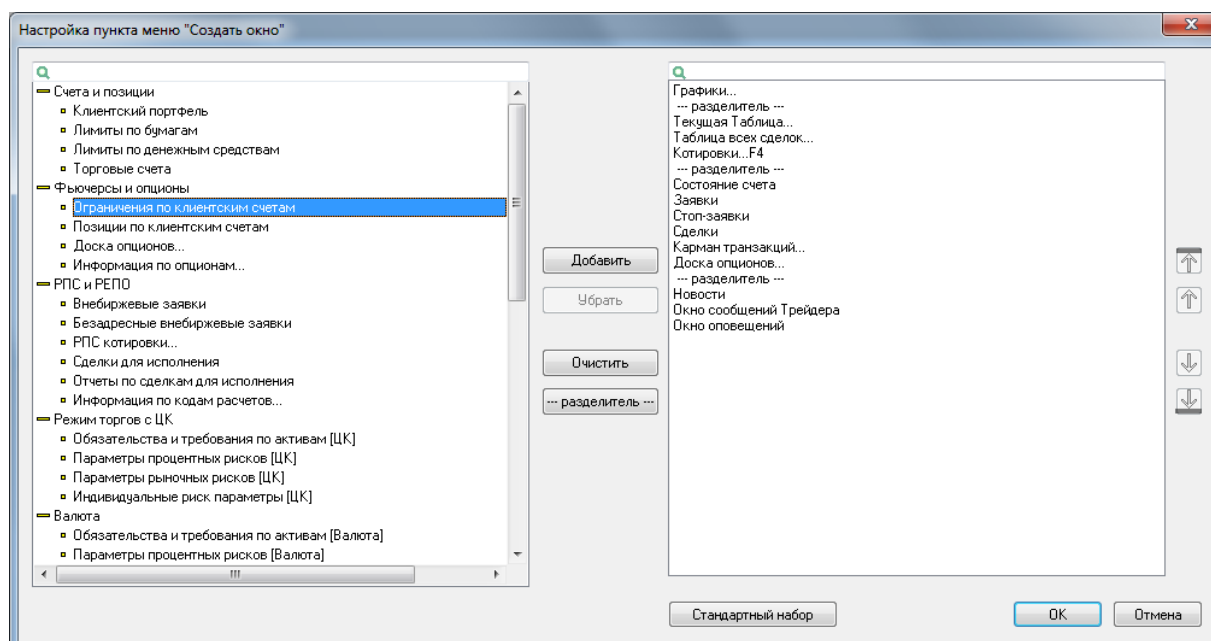 Настройка пункта меню "Создать окно"
Счета и позиции
Клиентский портфель
Лимиты по бумагам
Лимиты по денежным средствам
Торговые счета
Фьючерсы и опционы
Ограничения по клиентским счетам
Позиции по клиентским счетам
Доска опционов...
Информация по опционам...
РПС и РЕПО
Внебиржевые заявки
Безадресные внебиржевые заявки
РПС котировки...
Сделки для исполнения
Отчеты по сделкам для исполнения
Информация по кодам расчетов...
Режим торгов с ЦК
Обязательства и требования по активам [ЦК]
Параметры процентных рисков [ЦК]
Параметры рыночных рисков [ЦК]
Индивидуальные риск параметры [ЦК]
Валюта
Обязательства и требования по активам [Валюта]
Параметры процентных рисков [Валюта]
Добавить
Убрать
Очистить
--- разделитель ---
Графики...
--- разделитель ---
Текущая Таблица...
Таблица всех сделок...
Котировки...F4
--- разделитель ---
Состояние счета
Заявки
Стоп-заявки
Сделки
Карман транзакций...
Доска опционов...
--- разделитель ---
Новости
Окно сообщений Трейдера
Окно оповещений
Стандартный набор
OK
Отмена